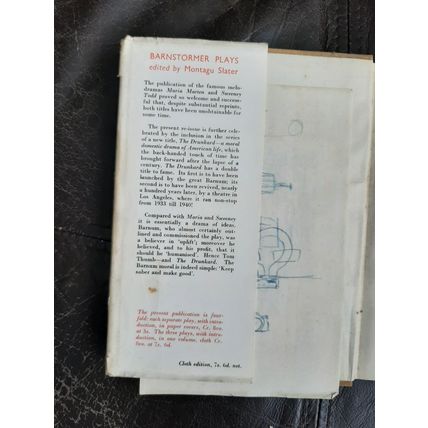 BARNSTORMER PLAYS
edited by Montagu Slater
The publication of the famous melo-
dramas Maria Marten and Sweeney
Todd proved so welcome and success-
ful that, despite substantial reprints,
both titles have been unobtainable for
some time.
The present re-issue is further cele-
brated by the inclusion in the series
of a new title, The Drunkard—a moral
domestic drama of American life, which
the back-handed touch of time has
brought forward after the lapse of a
century. The Drunkard has a double
title to fame. Its first is to have been
launched by the great Barnum; its
second is to have been revived, nearly
a hundred years later, by a theatre in
Los Angeles, where it ran non-stop
from 1933 till 1940!
Compared with Maria and Sweeney
it is essentially a drama of ideas.
Barnum, who almost certainly out-
lined and commissioned the play, was
a believer in 'uplift'; moreover he
believed, and to his profit, that it
should be 'humanised'. Hence Tom
Thumb—and The Drunkard. The
Barnum moral is indeed simple: 'Keep
sober and make good'.
The present publication is four-
fold: each separate play, with intro-
duction, in paper covers, Cr. 8vo.
at 3s. The three plays, with intro-
duction, in one volume, cloth Cr.
8vo. at 7s. 6d.
Cloth edition, 7s. 6d. net.